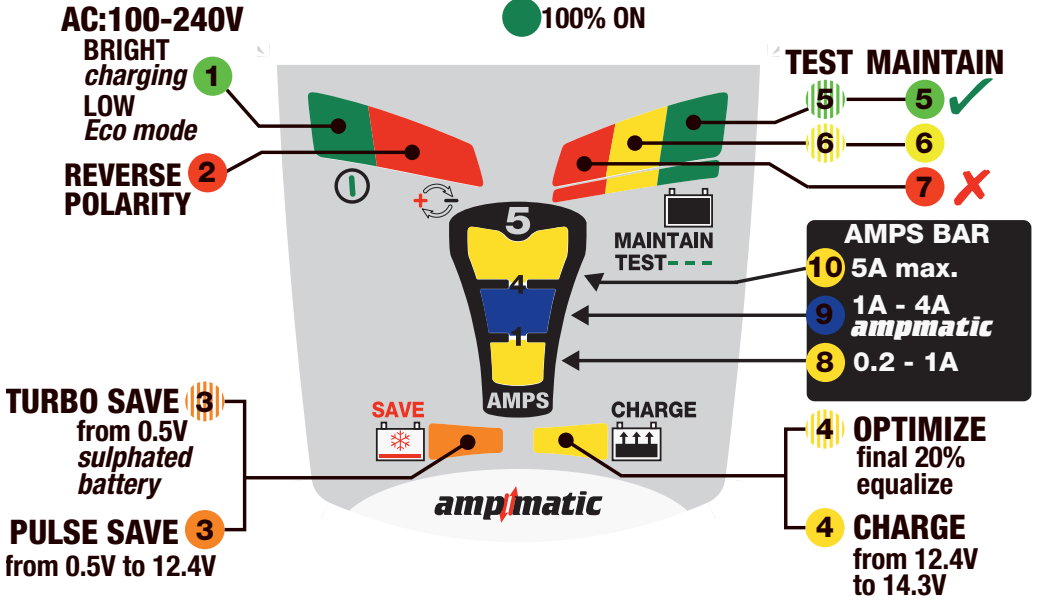 AC:100-240V
100% ON
BRIGHT
charging
1
LOW
Eco mode
REVERSE
POLARITY
2
TEST MAINTAIN
5
5
6
6
7
+
-
5
MAINTAIN
TEST
4
1
AMPS
AMPS BAR
10 5A max.
9 1A - 4A
ampmatic
8 0.2 - 1A
SAVE
CHARGE
TURBO SAVE 3
from 0.5V
sulphated
battery
PULSE SAVE 3
from 0.5V to 12.4V
4 OPTIMIZE
final 20%
equalize
4 CHARGE
from 12.4V
to 14.3V
ampmatic